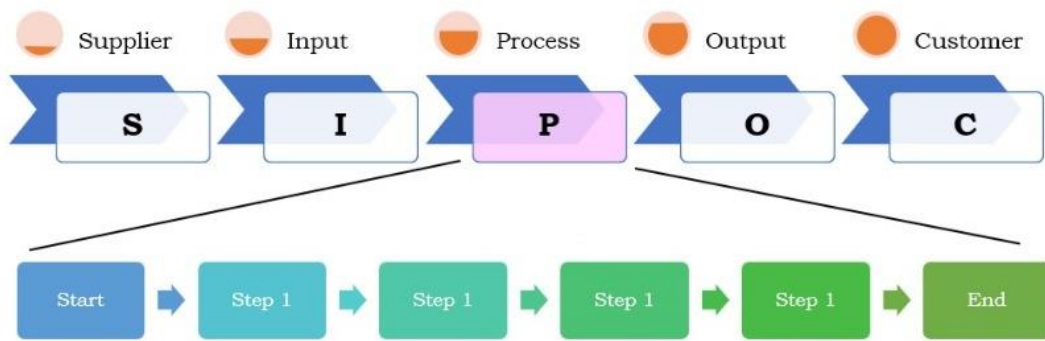 Supplier Input Process Output Customer
S I P O C
Start Step 1 Step 1 Step 1 Step 1 End